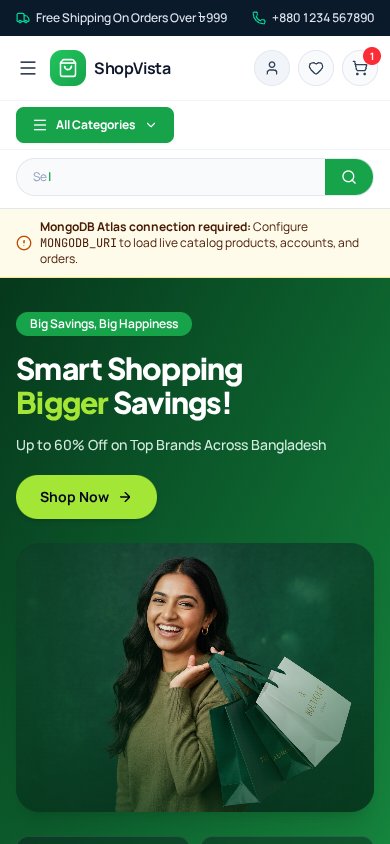 Free Shipping On Orders Over ৳999
+880 1234 567890
ShopVista
1
All Categories
Se
MongoDB Atlas connection required: Configure
MONGODB_URI to load live catalog products, accounts, and
orders.
Big Savings, Big Happiness
Smart Shopping
Bigger Savings!
Up to 60% Off on Top Brands Across Bangladesh
Shop Now